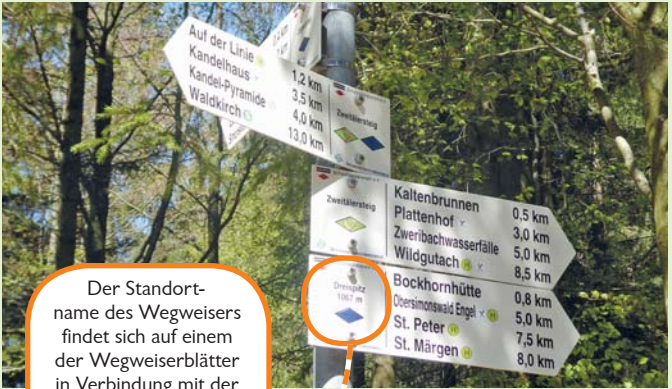 Auf der Linie
Kandelhaus
Kandel-Pyramide
Waldkirch
1,2 km
3,5 km
4,0 km
13,0 km
Zweitälersteig
Zweitälersteig
Kaltenbrunnen 0,5 km
Plattenhof 3,0 km
Zweribachwasserfälle 5,0 km
Wildgutach H 8,5 km
Dreispitz
1067 m
Bockhornhütte 0,8 km
Obersimonswald Engel H 5,0 km
St. Peter H 7,5 km
St. Märgen H 8,0 km
Der Standort-
name des Wegweisers
findet sich auf einem
der Wegweiserblätter
in Verbindung mit der